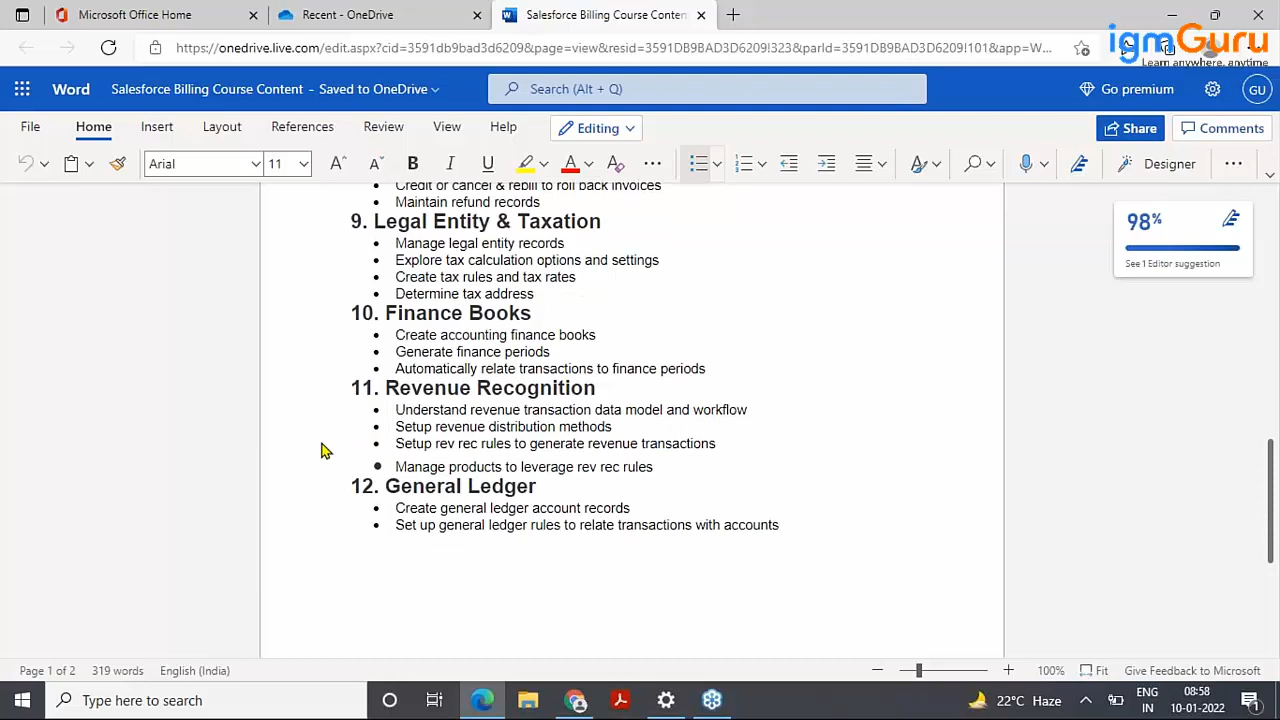 Microsoft Office Home
Recent - OneDrive
Salesforce Billing Course Conten
https://onedrive.live.com/edit.aspx?cid=3591db9bad3d6209&page=view&resid=3591DB9BAD3D6209!323&parId=3591DB9BAD3D6209!101&app=W...
igmGuru
Learn anywhere, anytime
Word
Salesforce Billing Course Content - Saved to OneDrive
Search (Alt + Q)
Go premium
GU
File
Home
Insert
Layout
References
Review
View
Help
Editing
Share
Comments
Arial
11
Designer
• Credit or cancel & rebill to roll back invoices
• Maintain refund records
9. Legal Entity & Taxation
• Manage legal entity records
• Explore tax calculation options and settings
• Create tax rules and tax rates
• Determine tax address
10. Finance Books
• Create accounting finance books
• Generate finance periods
• Automatically relate transactions to finance periods
11. Revenue Recognition
• Understand revenue transaction data model and workflow
• Setup revenue distribution methods
• Setup rev rec rules to generate revenue transactions
• Manage products to leverage rev rec rules
12. General Ledger
• Create general ledger account records
• Set up general ledger rules to relate transactions with accounts
98%
See 1 Editor suggestion
Page 1 of 2
319 words
English (India)
100%
Fit
Give Feedback to Microsoft
Type here to search
22°C Haze
ENG
IN
08:58
10-01-2022
1